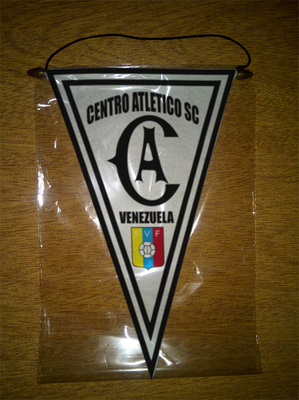 CENTRO ATLETICO SC
CA
VENEZUELA
FVF